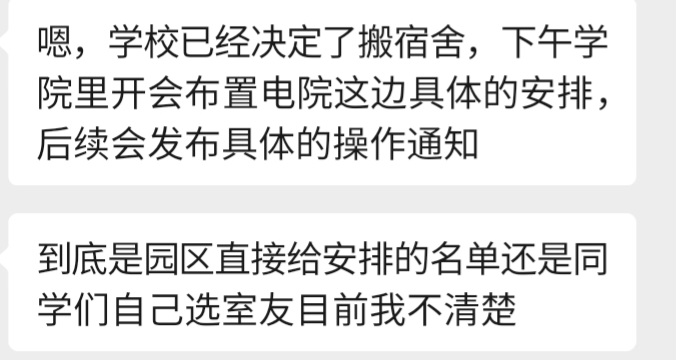 嗯，学校已经决定了搬宿舍，下午学
院里开会布置电院这边具体的安排，
后续会发布具体的操作通知
到底是园区直接给安排的名单还是同
学们自己选室友目前我不清楚